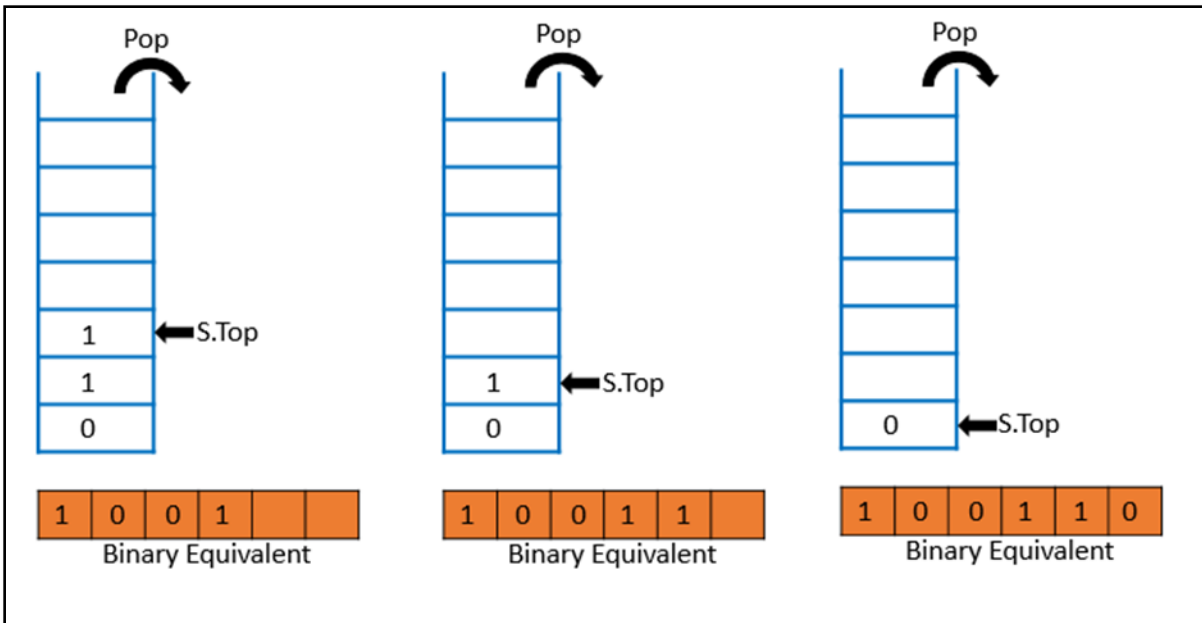 Pop
Pop
Pop
1
S.Top
1
0
1
S.Top
0
0
S.Top
1 0 0 1
Binary Equivalent
1 0 0 1 1
Binary Equivalent
1 0 0 1 1 0
Binary Equivalent